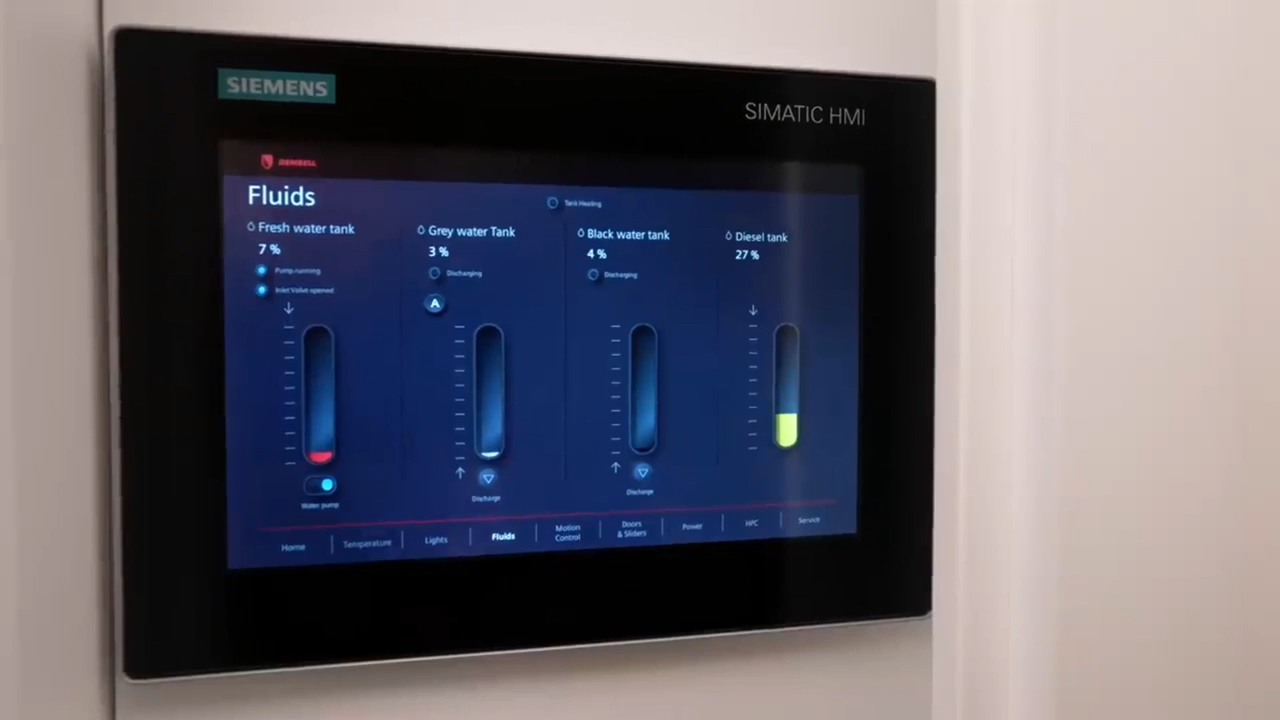 SIEMENS
SIMATIC HMI
DEMBELL
Fluids
Tank Heating
Fresh water tank
7 %
Pump running
Inlet Valve opened
Water pump
Grey water Tank
3 %
Discharging
A
Discharge
Black water tank
4 %
Discharging
Discharge
Diesel tank
27 %
Home
Temperature
Lights
Fluids
Motion
Control
Doors
& Sliders
Power
HPC
Service